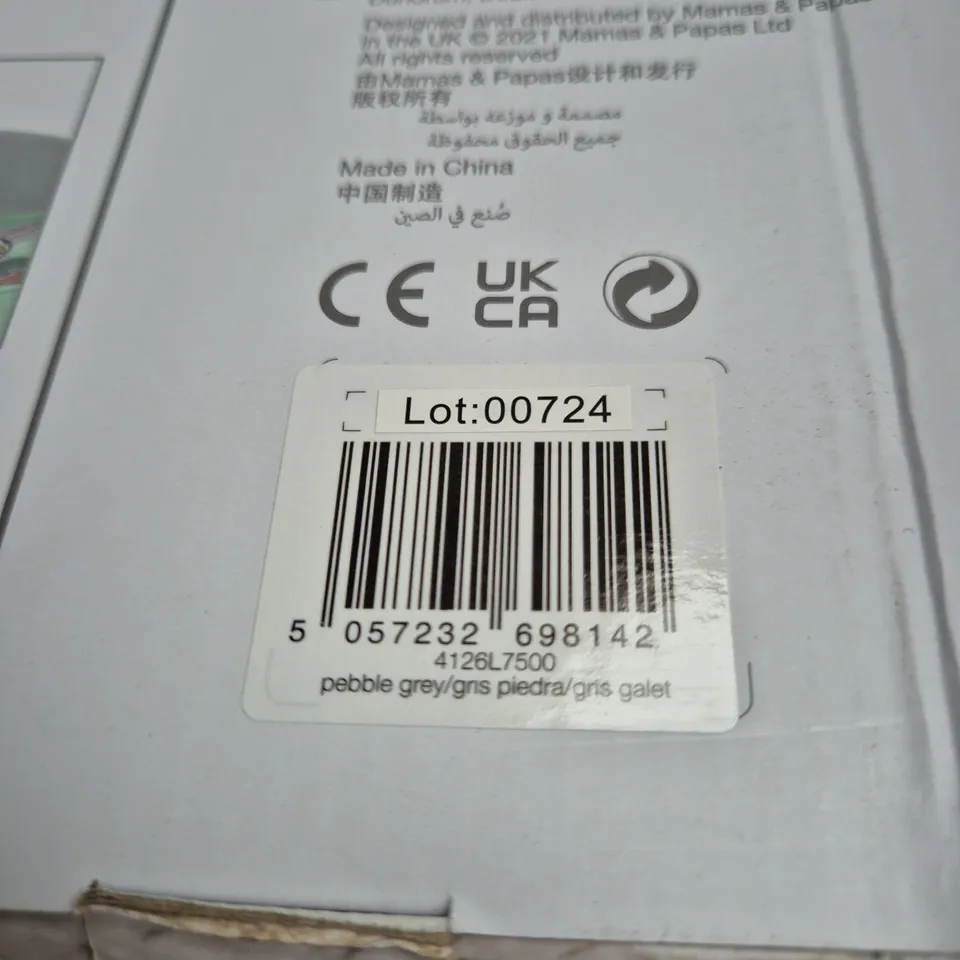 Designed and distributed by Mamas & Papas
in the UK © 2021 Mamas & Papas Ltd
All rights reserved
由Mamas & Papas设计和发行
版权所有
مصممة و موزعة بواسطة
جميع الحقوق محفوظة
Made in China
中国制造
صُنع في الصين
CE
UK
CA
Lot:00724
5 057232 698142
4126L7500
pebble grey/gris piedra/gris galet